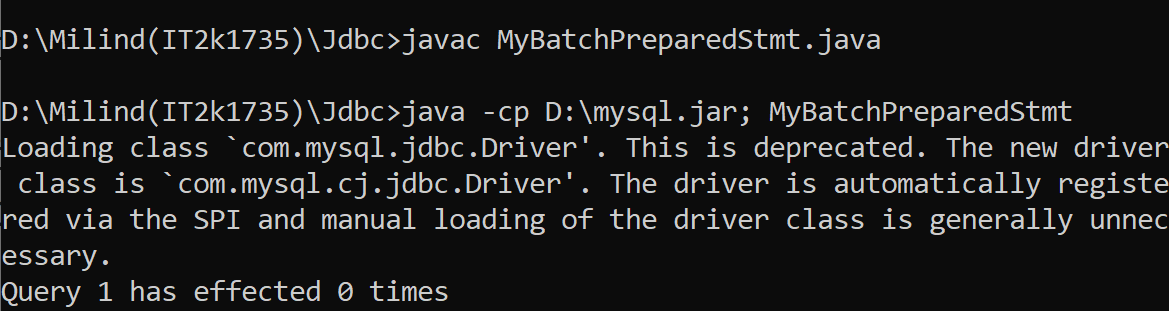 D:\Milind(IT2k1735)\Jdbc>javac MyBatchPreparedStmt.java
D:\Milind(IT2k1735)\Jdbc>java -cp D:\mysql.jar; MyBatchPreparedStmt
Loading class `com.mysql.jdbc.Driver'. This is deprecated. The new driver
 class is `com.mysql.cj.jdbc.Driver'. The driver is automatically registe
red via the SPI and manual loading of the driver class is generally unnec
essary.
Query 1 has effected 0 times